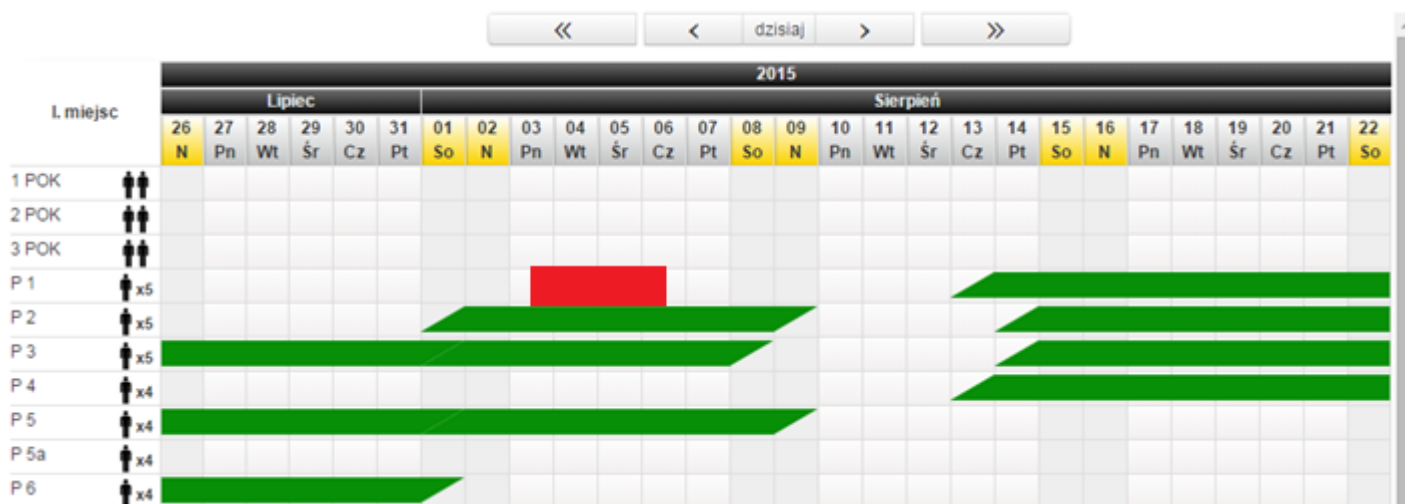 « < dzisiaj > »
2015
l. miejsc
Lipiec Sierpień
26 27 28 29 30 31 01 02 03 04 05 06 07 08 09 10 11 12 13 14 15 16 17 18 19 20 21 22
N Pn Wt Śr Cz Pt So N Pn Wt Śr Cz Pt So N Pn Wt Śr Cz Pt So N Pn Wt Śr Cz Pt So
1 POK
2 POK
3 POK
P 1 x5
P 2 x5
P 3 x5
P 4 x4
P 5 x4
P 5a x4
P 6 x4